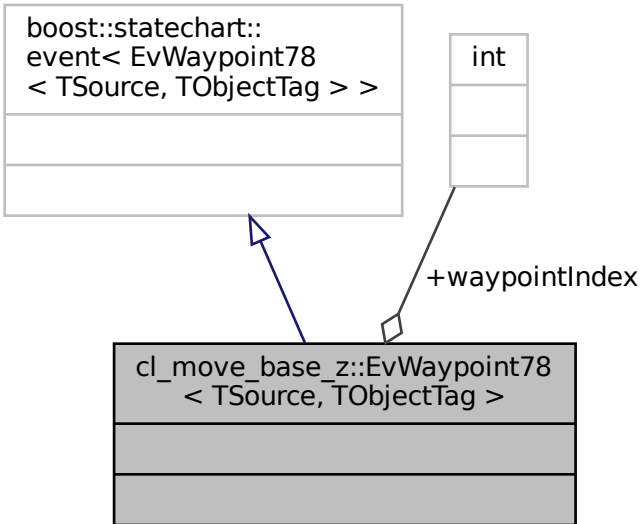 boost::statechart::
event< EvWaypoint78
< TSource, TObjectTag > >
int
+waypointIndex
cl_move_base_z::EvWaypoint78
< TSource, TObjectTag >